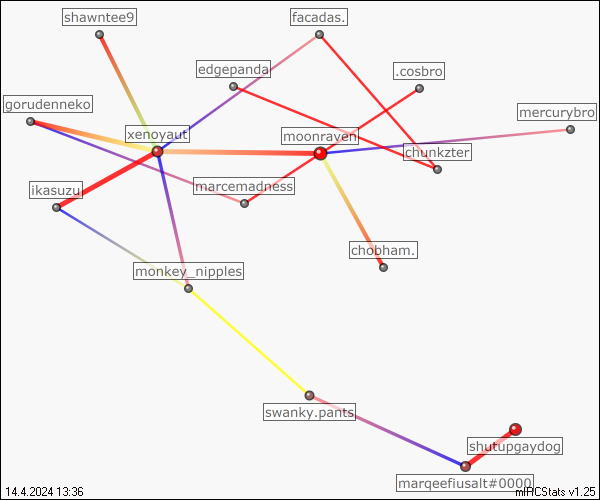 shawntee9
facadas.
edgepanda
.cosbro
gorudenneko
mercurybro
xenoyaut
moonraven
chunkzter
ikasuzu
marcemadness
chobham.
monkey_nipples
swanky.pants
shutupgaydog
marqeefiusalt#0000
14.4.2024 13:36
mIRCStats v1.25